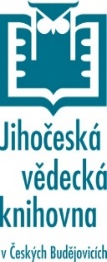 Jihočeská
vědecká
knihovna
v Českých Budějovicích